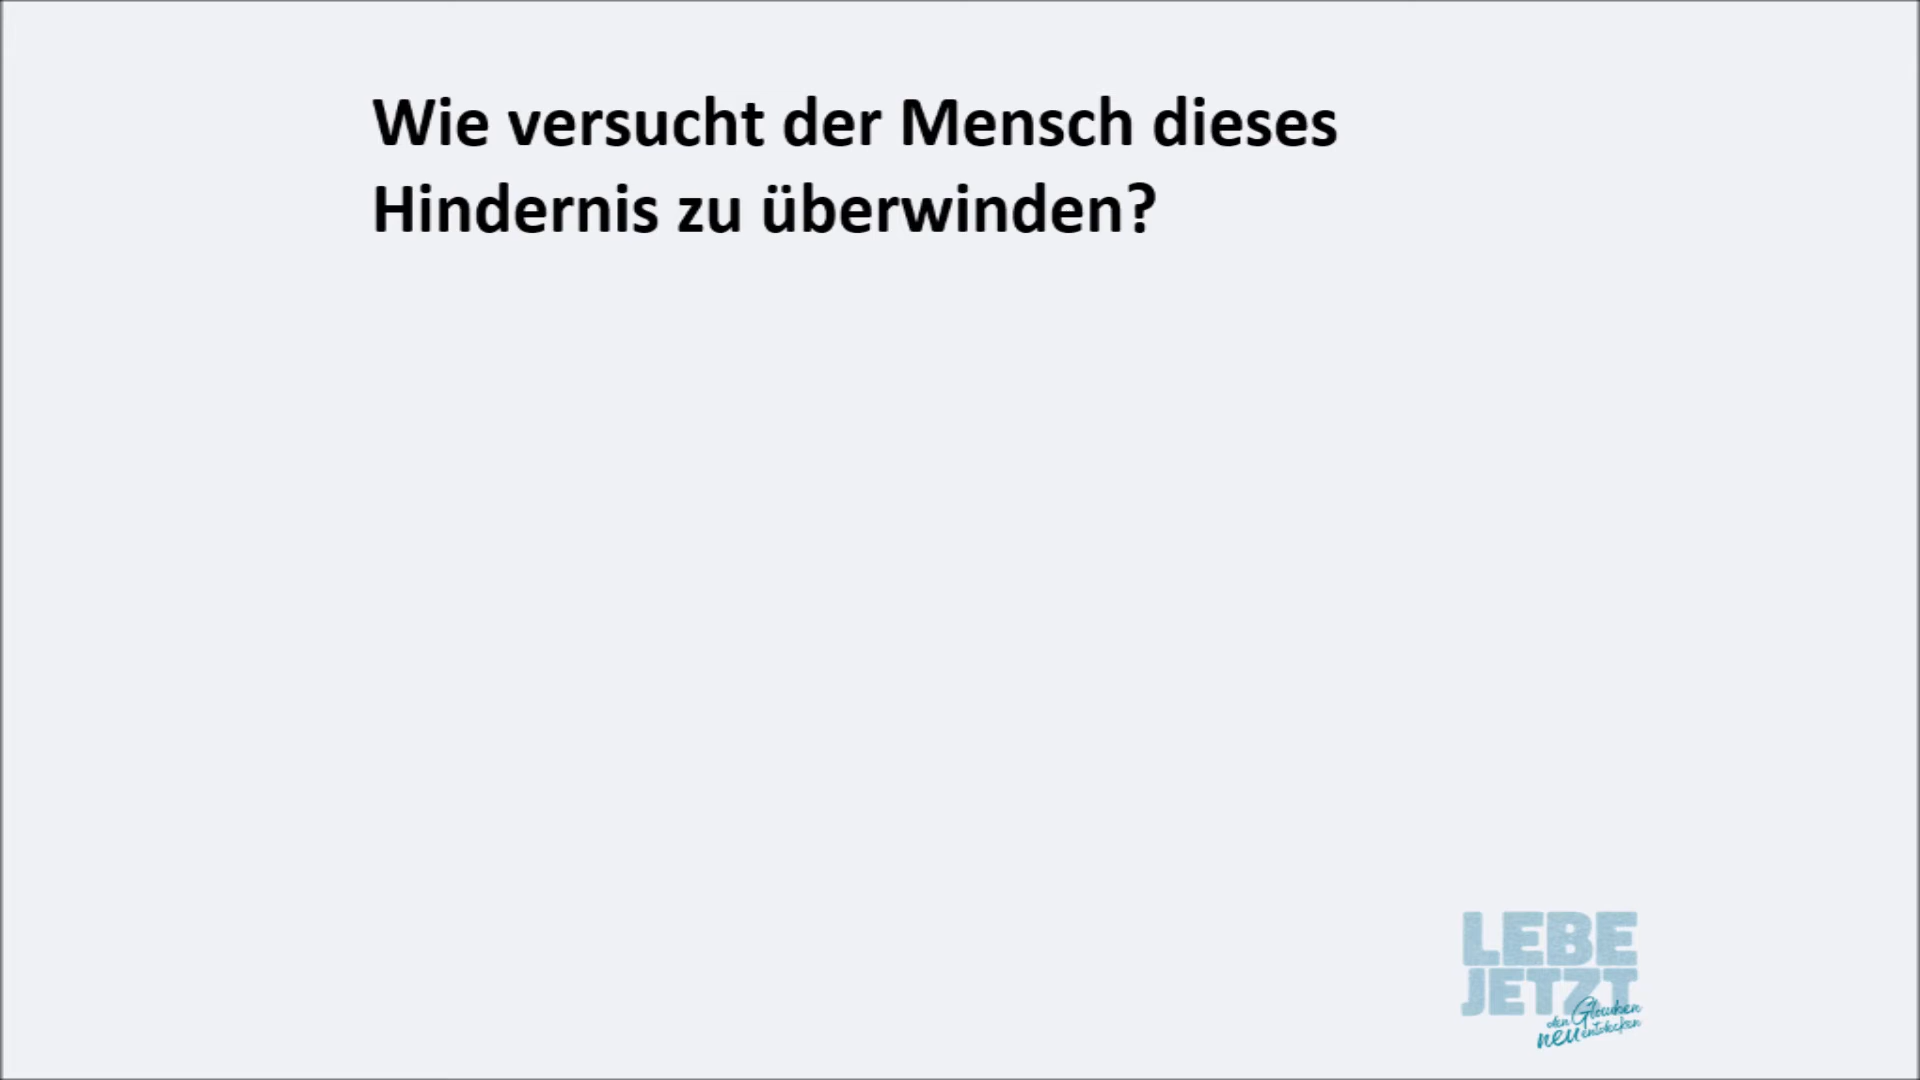 Wie versucht der Mensch dieses
Hindernis zu überwinden?
LEBE
JETZT
den Glauben
neu entdecken